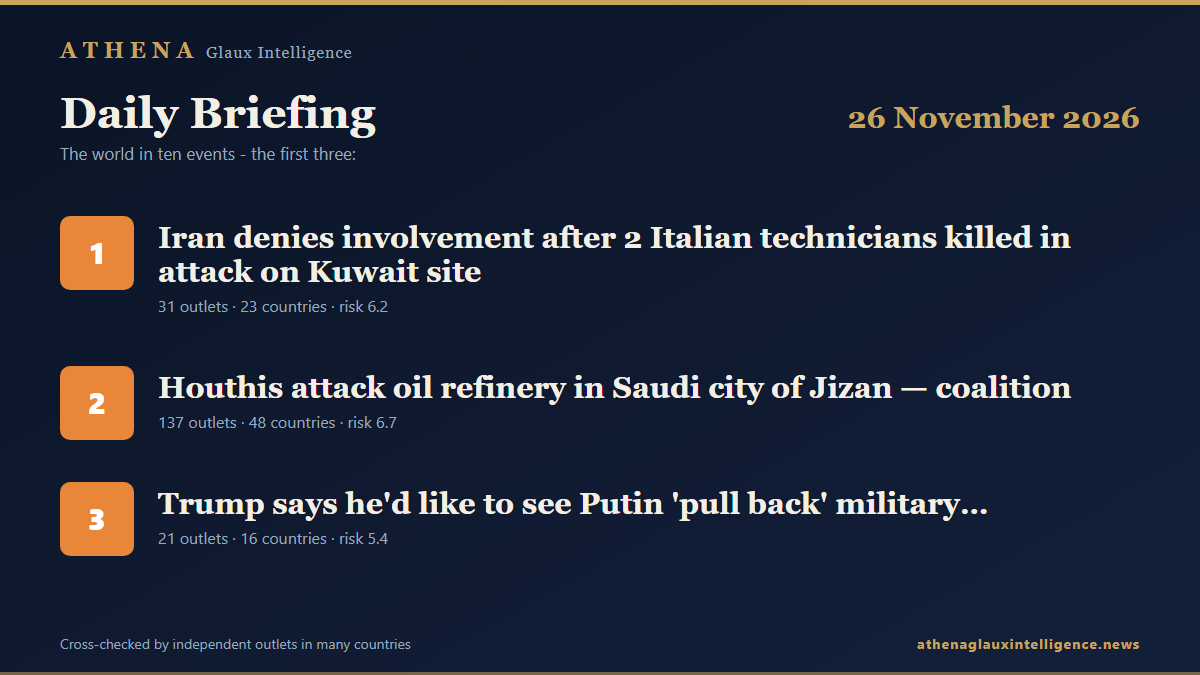 ATHENA Glaux Intelligence
Daily Briefing
26 November 2026
The world in ten events - the first three:
1
Iran denies involvement after 2 Italian technicians killed in
attack on Kuwait site
31 outlets · 23 countries · risk 6.2
2
Houthis attack oil refinery in Saudi city of Jizan — coalition
137 outlets · 48 countries · risk 6.7
3
Trump says he'd like to see Putin 'pull back' military...
21 outlets · 16 countries · risk 5.4
Cross-checked by independent outlets in many countries
athenaglauxintelligence.news